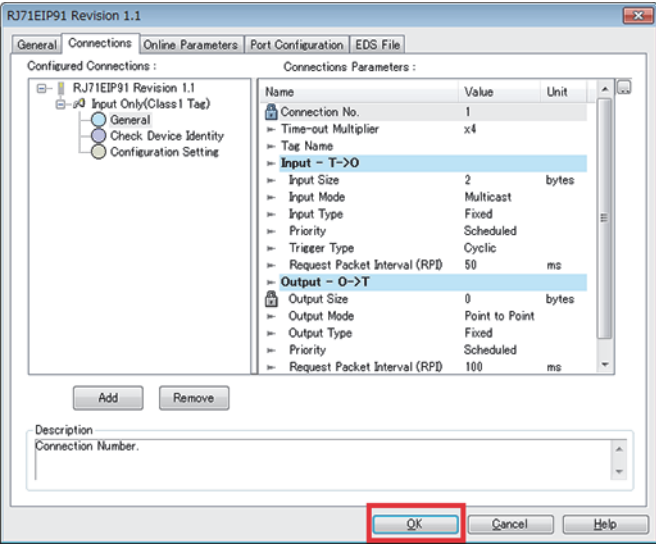 RJ71EIP91 Revision 1.1
General Connections Online Parameters Port Configuration EDS File
Configured Connections :
Connections Parameters :
RJ71EIP91 Revision 1.1
Input Only(Class1 Tag)
General
Check Device Identity
Configuration Setting
Name Value Unit
Connection No. 1
Time-out Multiplier x4
Tag Name
Input - T->O
Input Size 2 bytes
Input Mode Multicast
Input Type Fixed
Priority Scheduled
Trigger Type Cyclic
Request Packet Interval (RPI) 50 ms
Output - O->T
Output Size 0 bytes
Output Mode Point to Point
Output Type Fixed
Priority Scheduled
Request Packet Interval (RPI) 100 ms
Add Remove
Description
Connection Number.
OK Cancel Help